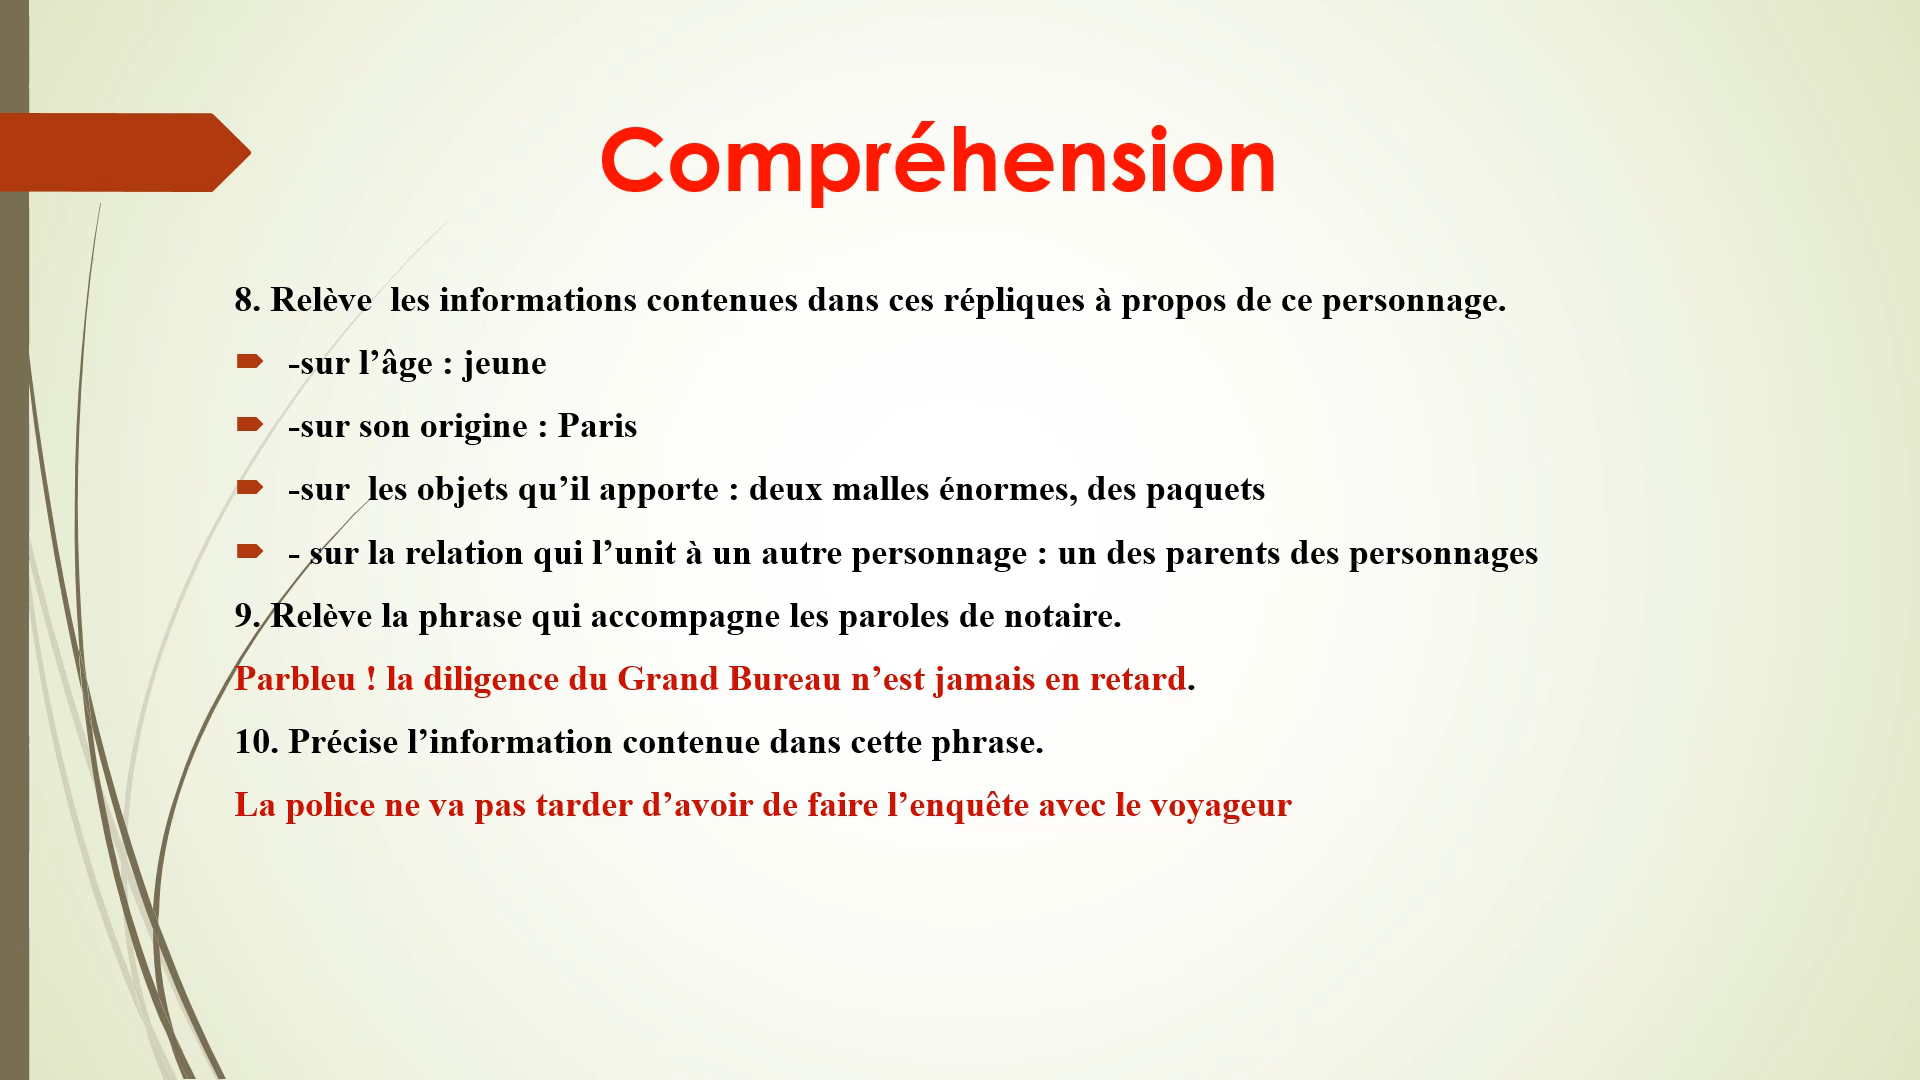 Compréhension
8. Relève  les informations contenues dans ces répliques à propos de ce personnage.
-sur l’âge : jeune
-sur son origine : Paris
-sur  les objets qu’il apporte : deux malles énormes, des paquets
- sur la relation qui l’unit à un autre personnage : un des parents des personnages
9. Relève la phrase qui accompagne les paroles de notaire.
Parbleu ! la diligence du Grand Bureau n’est jamais en retard.
10. Précise l’information contenue dans cette phrase.
La police ne va pas tarder d’avoir de faire l’enquête avec le voyageur